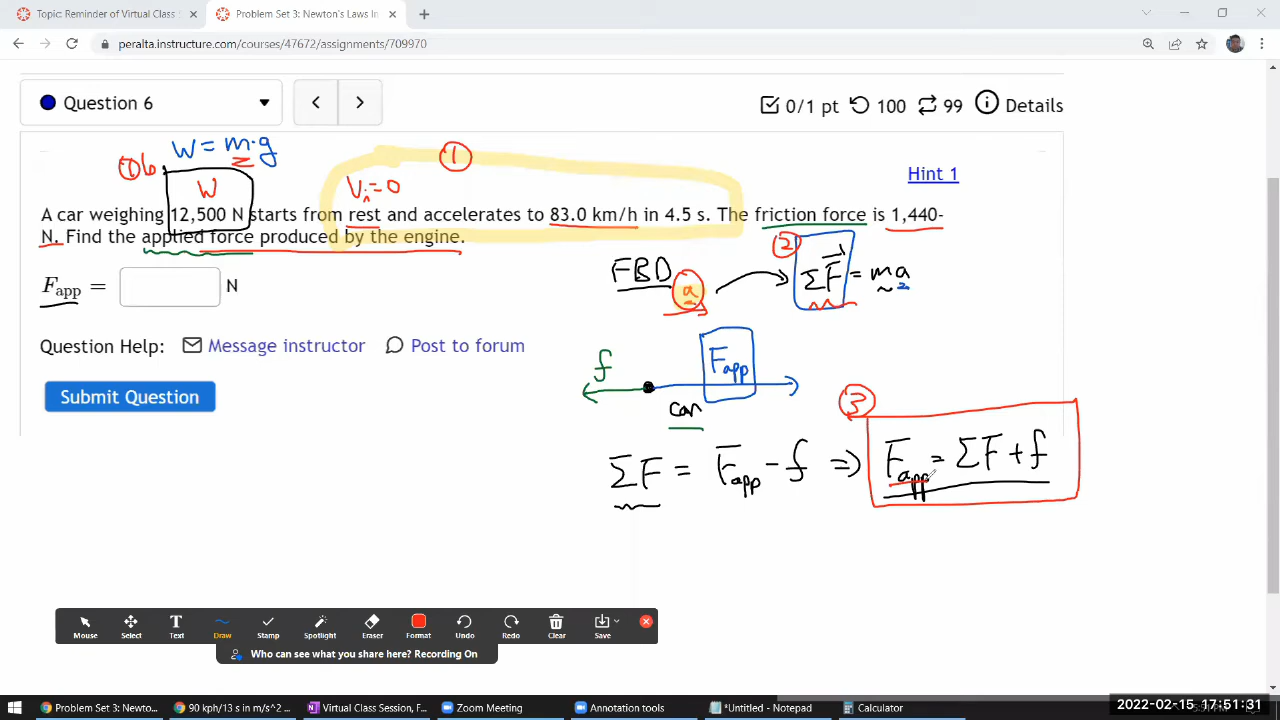 Topic: Reminder of Virtual Class
Problem Set 3: Newton's Laws In
peralta.instructure.com/courses/47672/assignments/709970
Question 6
0/1 pt 100 99 Details
W = m·g
①b
①
Hint 1
W
Vi = 0
A car weighing 12,500 N starts from rest and accelerates to 83.0 km/h in 4.5 s. The friction force is 1,440-
N. Find the applied force produced by the engine.
②
FBD
a
ΣF = ma
Fapp = N
Question Help: Message instructor Post to forum
f
Fapp
Submit Question
car
③
ΣF = Fapp - f ⇒ Fapp = ΣF + f
Mouse Select Text Draw Stamp Spotlight Eraser Format Undo Redo Clear Save
Who can see what you share here? Recording On
Problem Set 3: Newto...
90 kph/13 s in m/s^2 ...
Virtual Class Session, F...
Zoom Meeting
Annotation tools
*Untitled - Notepad
Calculator
2022-02-15 17:51:31